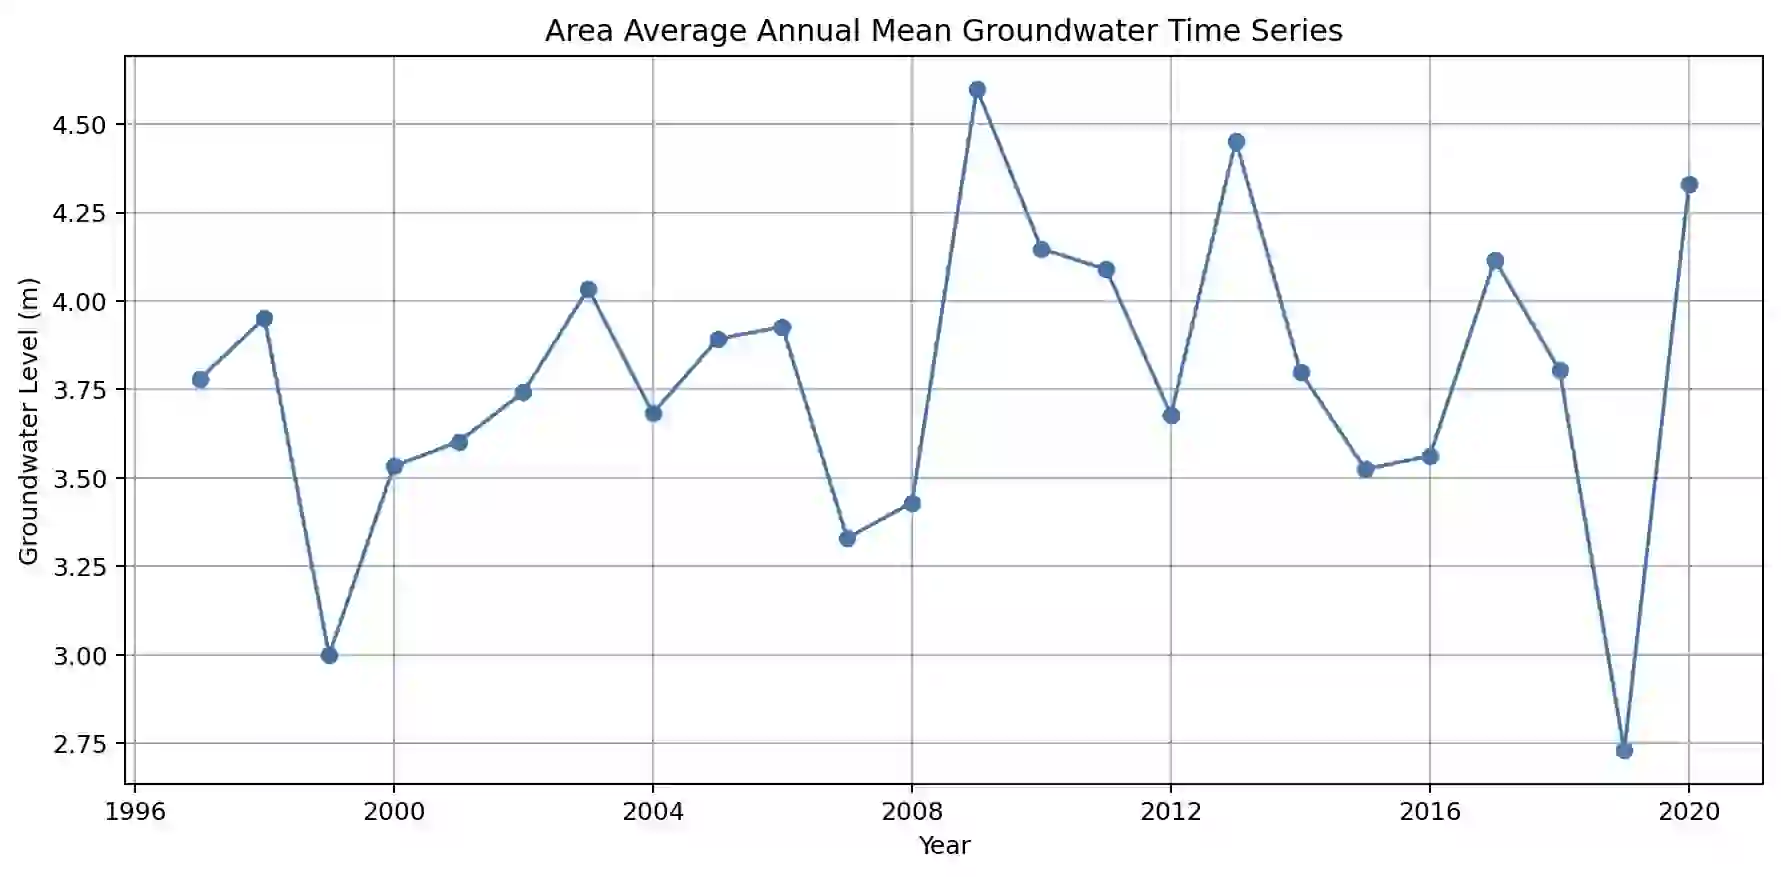 Area Average Annual Mean Groundwater Time Series
Groundwater Level (m)
4.50
4.25
4.00
3.75
3.50
3.25
3.00
2.75
1996 2000 2004 2008 2012 2016 2020
Year